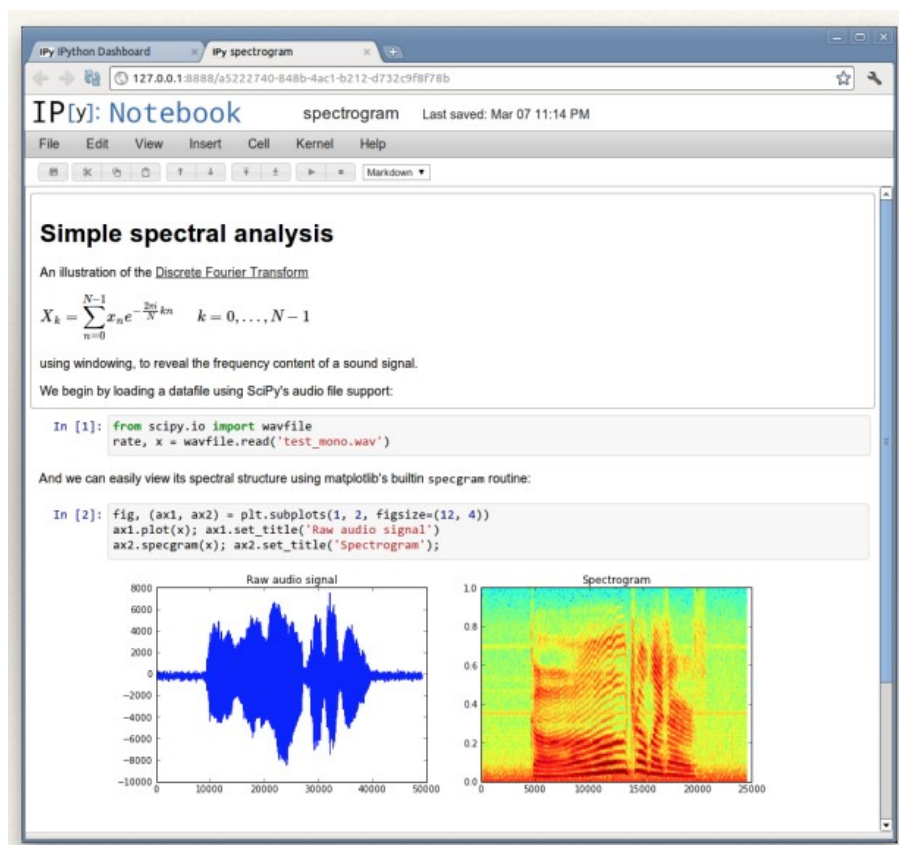 IPy IPython Dashboard × IPy spectrogram ×
127.0.0.1:8888/a5222740-848b-4ac1-b212-d732c9f8f78b
IP[y]: Notebook spectrogram Last saved: Mar 07 11:14 PM
File Edit View Insert Cell Kernel Help
Markdown
Simple spectral analysis
An illustration of the Discrete Fourier Transform
X_k = \sum_{n=0}^{N-1} x_n e^{-\frac{2\pi i}{N} kn} k = 0, . . . , N − 1
using windowing, to reveal the frequency content of a sound signal.
We begin by loading a datafile using SciPy's audio file support:
In [1]: from scipy.io import wavfile
rate, x = wavfile.read('test_mono.wav')
And we can easily view its spectral structure using matplotlib's builtin specgram routine:
In [2]: fig, (ax1, ax2) = plt.subplots(1, 2, figsize=(12, 4))
ax1.plot(x); ax1.set_title('Raw audio signal')
ax2.specgram(x); ax2.set_title('Spectrogram');
Raw audio signal
8000
6000
4000
2000
0
−2000
−4000
−6000
−8000
−10000
0 10000 20000 30000 40000 50000
Spectrogram
1.0
0.8
0.6
0.4
0.2
0.0
0 5000 10000 15000 20000 25000